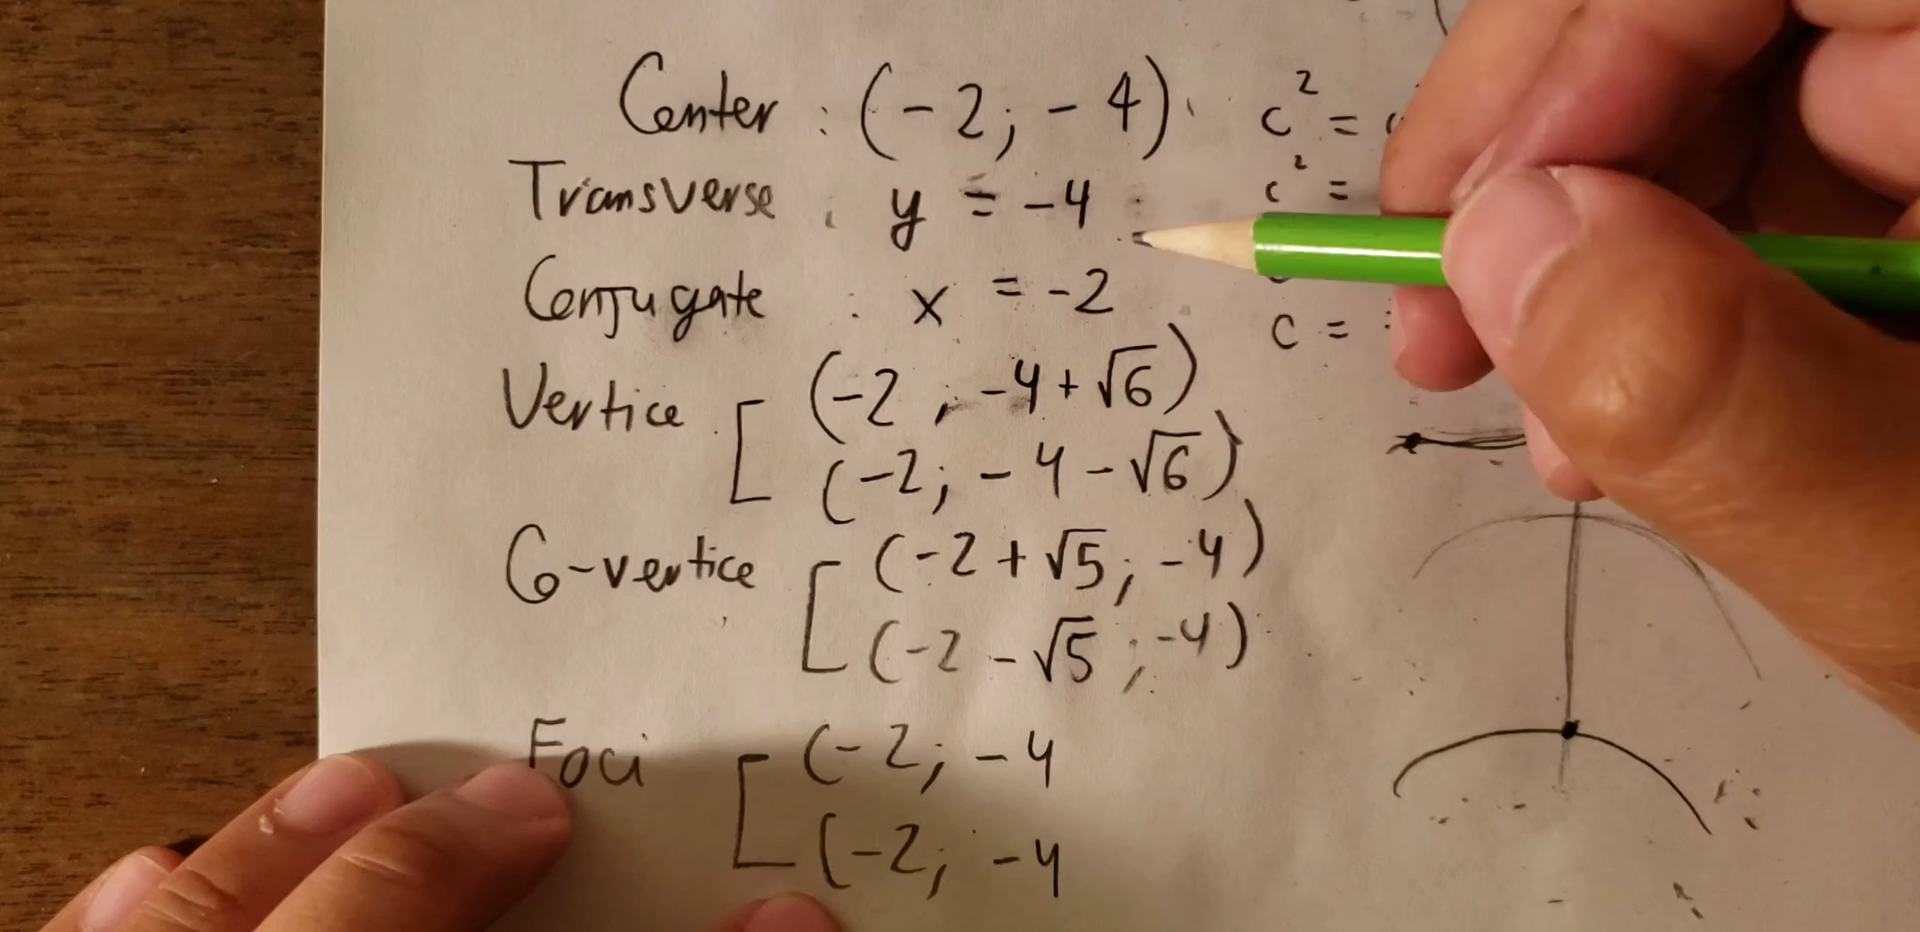 Center : (-2; -4) c² =
Transverse : y = -4 c² =
Conjugate : x = -2
c =
Vertice [ (-2 ; -4+√6)
(-2; -4-√6)
Co-vertice [ (-2+√5; -4)
(-2-√5; -4)
Foci [ (-2; -4
(-2; -4